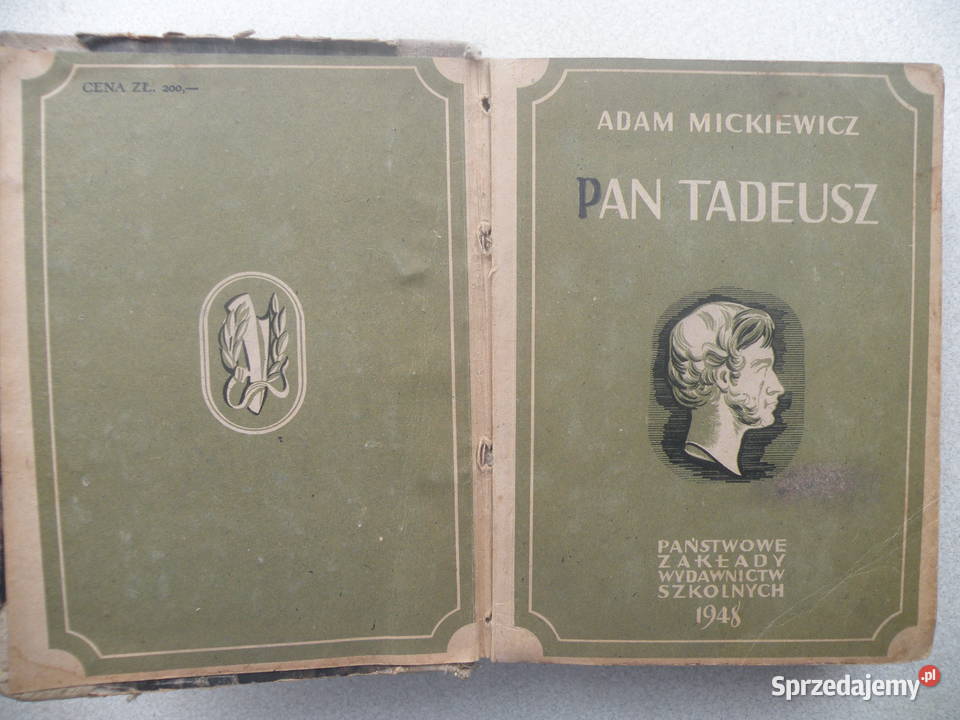 CENA ZŁ. 200,—
ADAM MICKIEWICZ
PAN TADEUSZ
PAŃSTWOWE
ZAKŁADY
WYDAWNICTW
SZKOLNYCH
1948
Sprzedajemy.pl